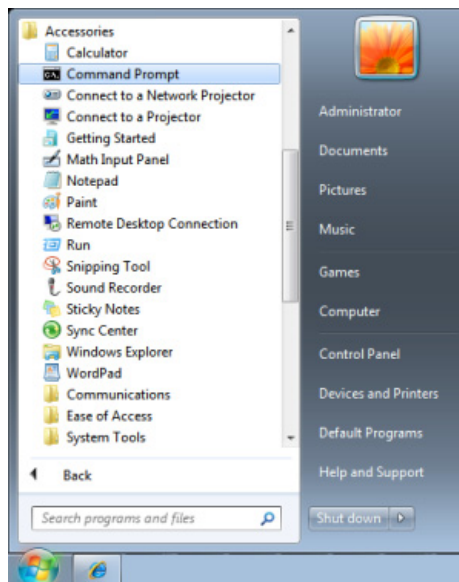 Accessories
Calculator
Command Prompt
Connect to a Network Projector
Connect to a Projector
Getting Started
Math Input Panel
Notepad
Paint
Remote Desktop Connection
Run
Snipping Tool
Sound Recorder
Sticky Notes
Sync Center
Windows Explorer
WordPad
Communications
Ease of Access
System Tools
Back
Search programs and files
Administrator
Documents
Pictures
Music
Games
Computer
Control Panel
Devices and Printers
Default Programs
Help and Support
Shut down